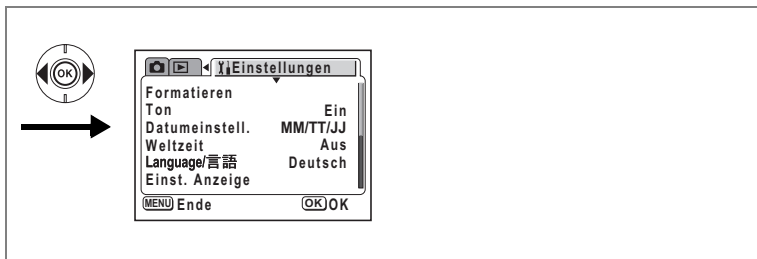 OK
Einstellungen
Formatieren
Ton Ein
Datumeinstell. MM/TT/JJ
Weltzeit Aus
Language/言語 Deutsch
Einst. Anzeige
MENU Ende OK OK